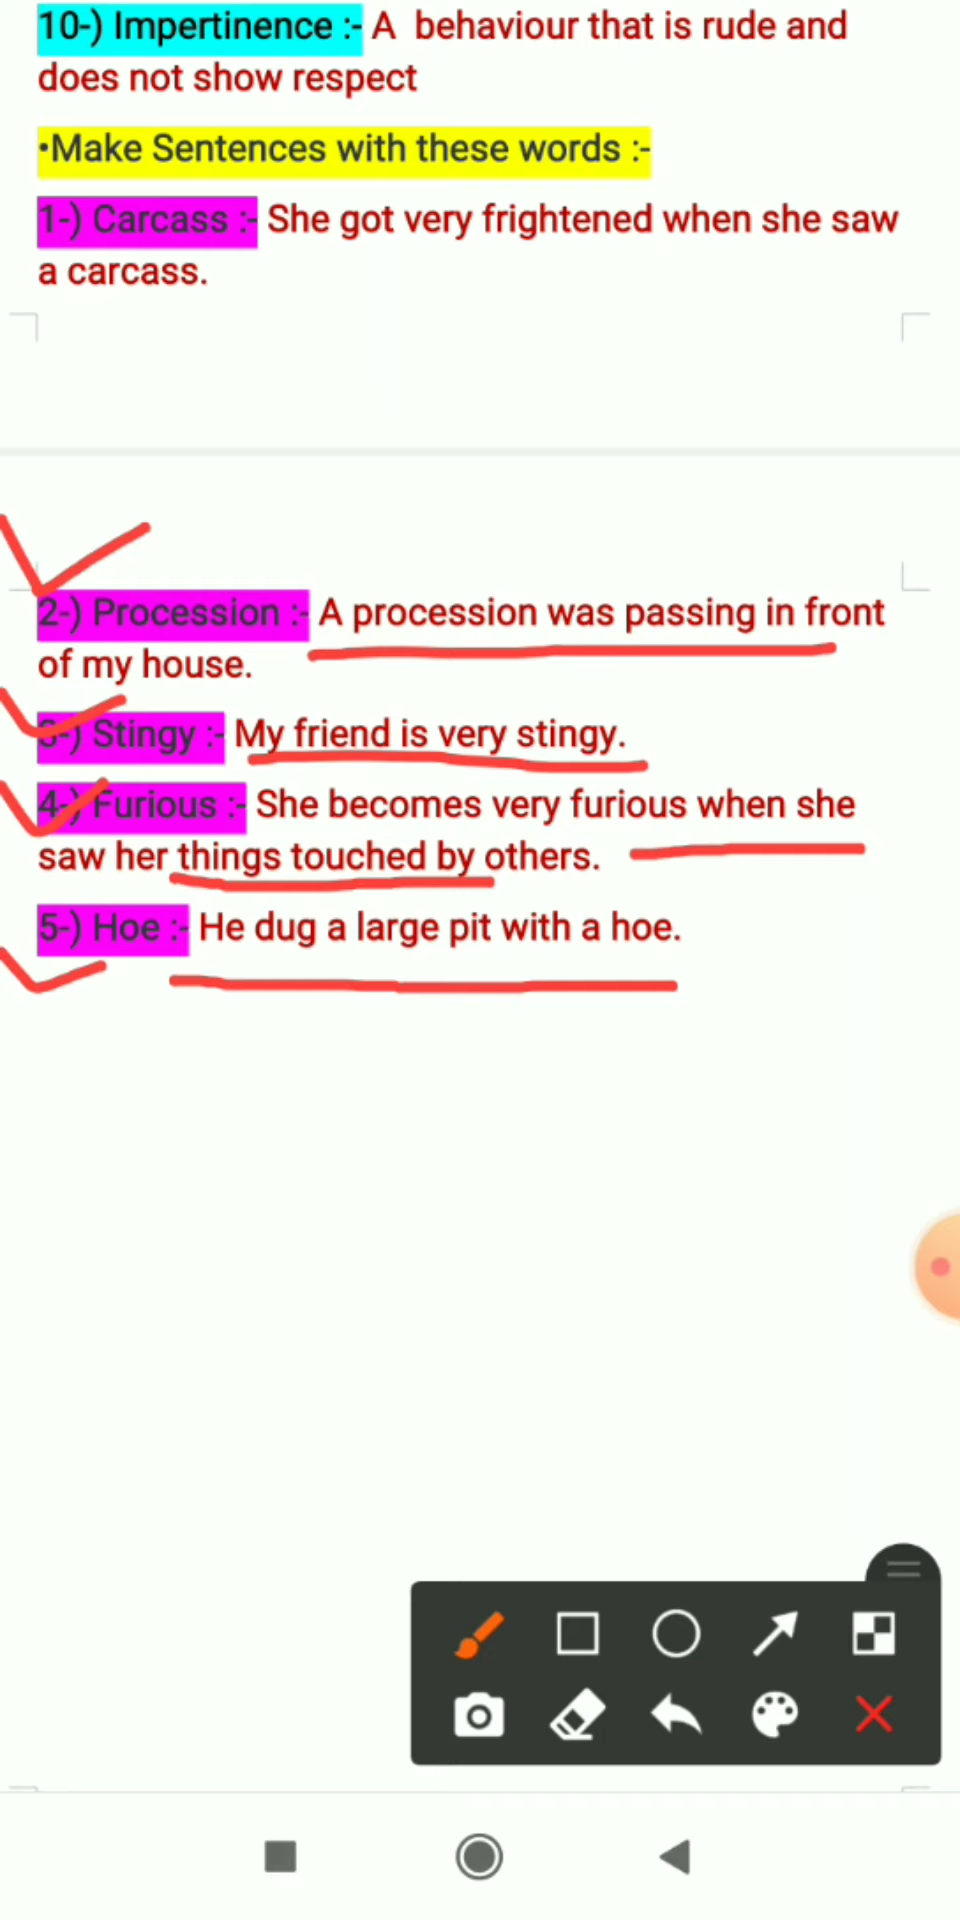 10-) Impertinence :- A behaviour that is rude and
does not show respect
•Make Sentences with these words :-
1-) Carcass :- She got very frightened when she saw
a carcass.
2-) Procession :- A procession was passing in front
of my house.
3-) Stingy :- My friend is very stingy.
4-) Furious :- She becomes very furious when she
saw her things touched by others.
5-) Hoe :- He dug a large pit with a hoe.